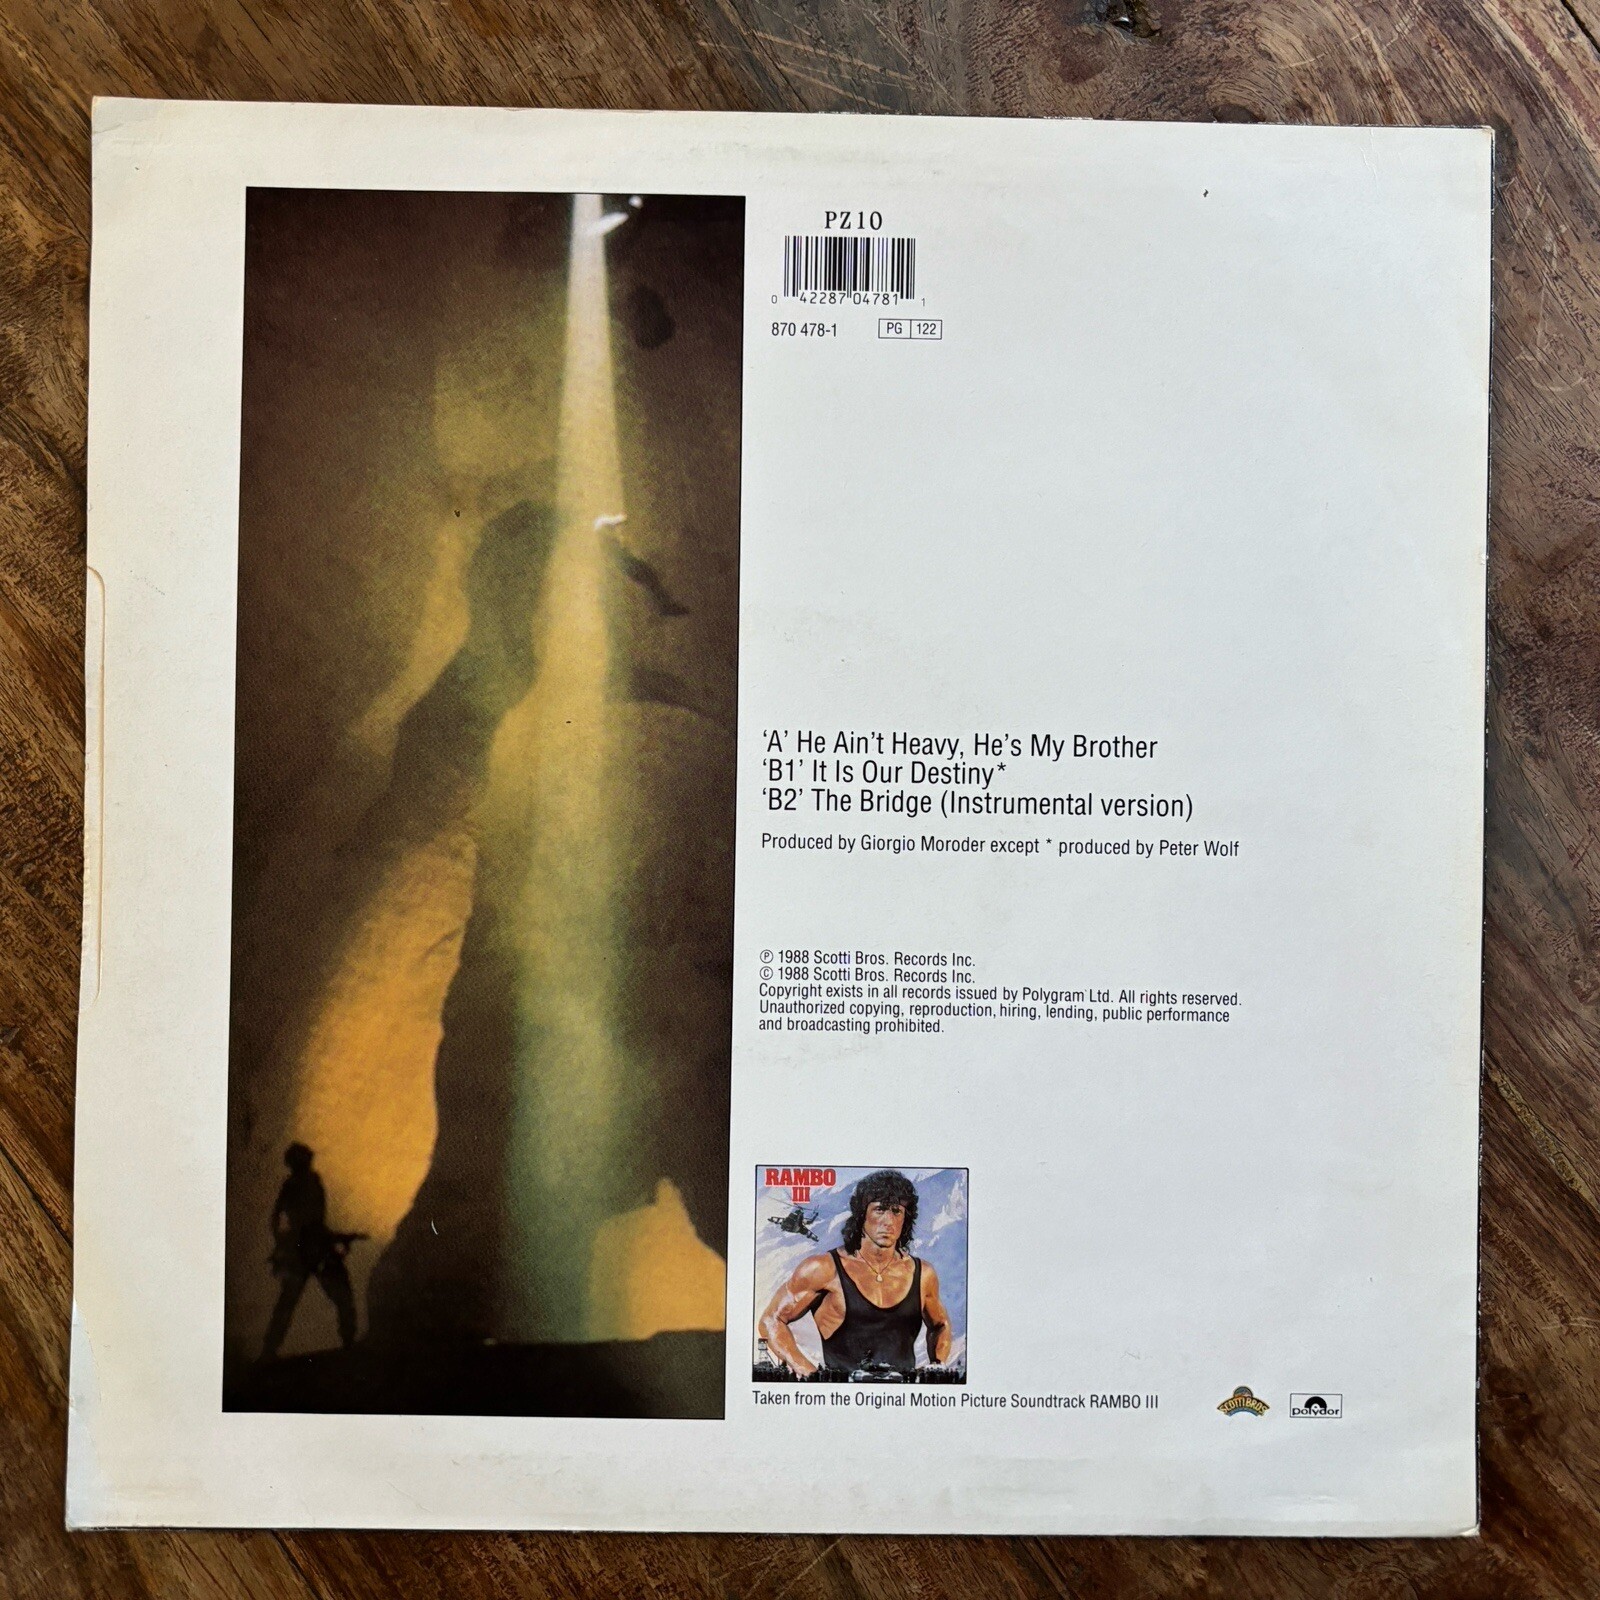 PZ10
0 42287 04781 1
870 478-1 PG 122
‘A’ He Ain’t Heavy, He’s My Brother
‘B1’ It Is Our Destiny*
‘B2’ The Bridge (Instrumental version)
Produced by Giorgio Moroder except * produced by Peter Wolf
℗ 1988 Scotti Bros. Records Inc.
© 1988 Scotti Bros. Records Inc.
Copyright exists in all records issued by Polygram Ltd. All rights reserved.
Unauthorized copying, reproduction, hiring, lending, public performance
and broadcasting prohibited.
RAMBO
III
Taken from the Original Motion Picture Soundtrack RAMBO III
SCOTTI BROS
polydor